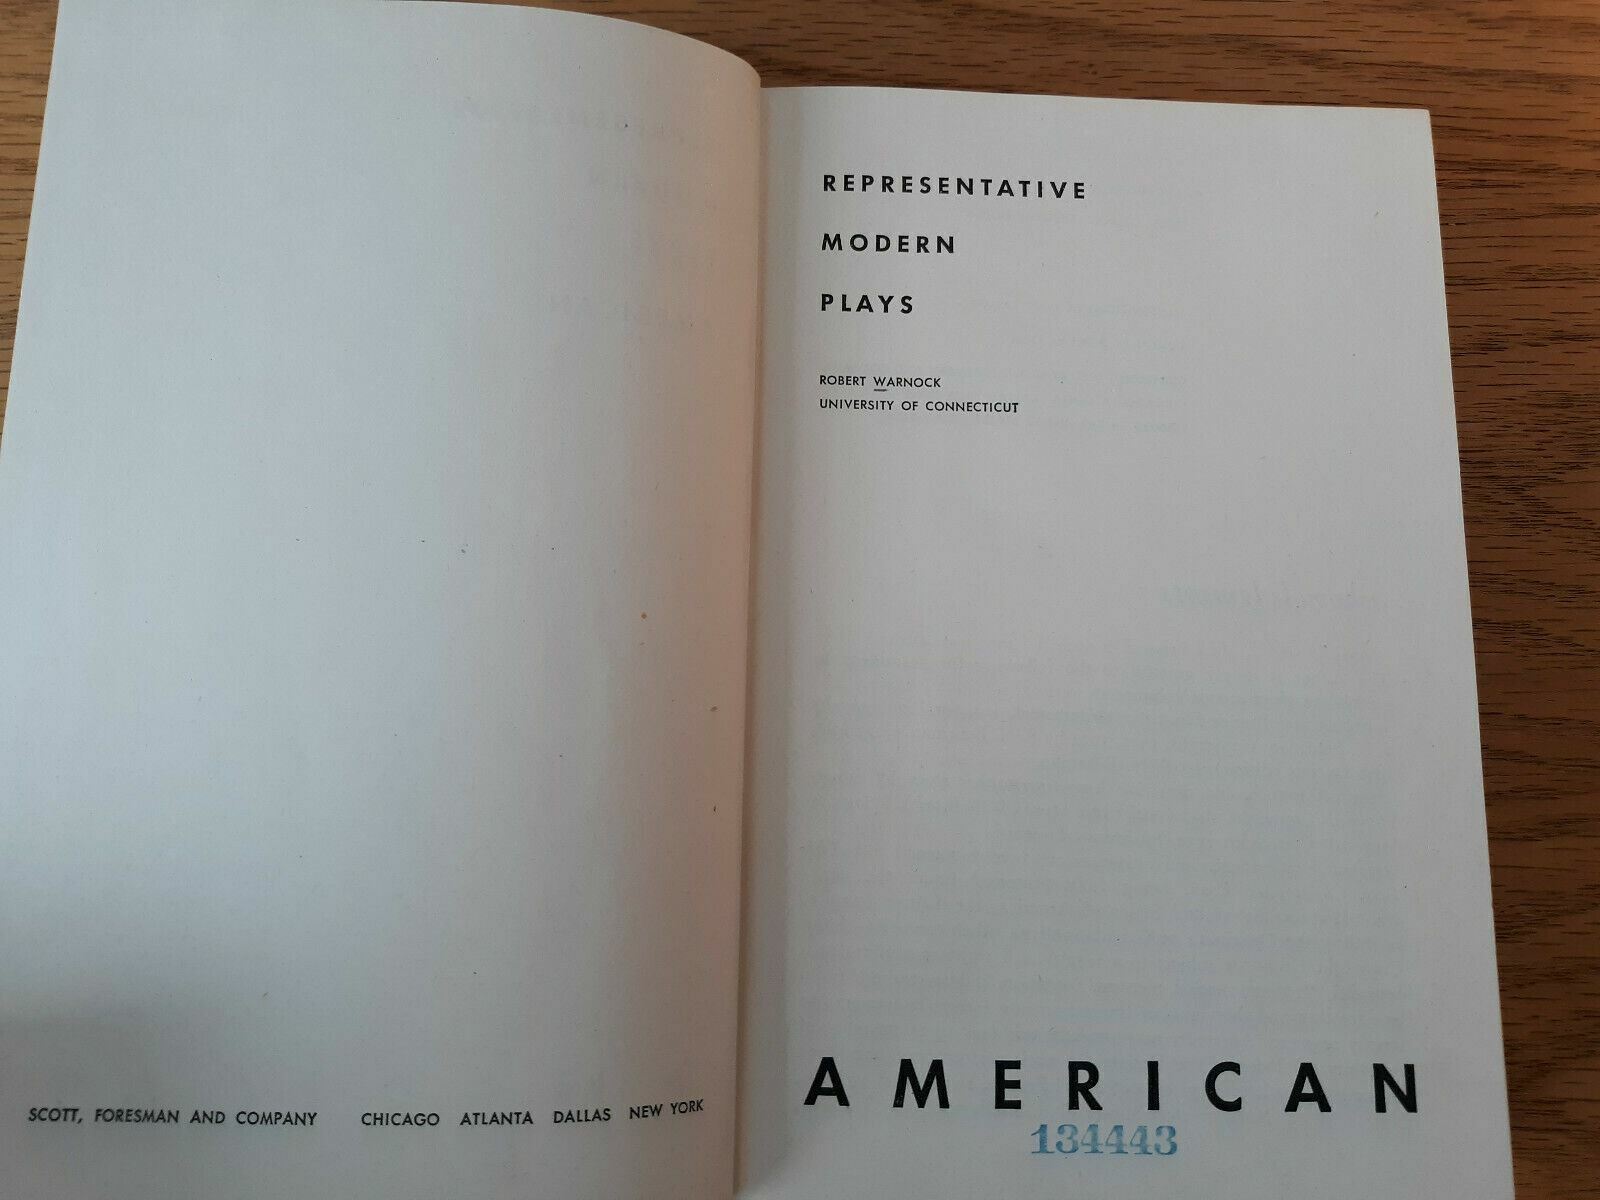 SCOTT, FORESMAN AND COMPANY CHICAGO ATLANTA DALLAS NEW YORK
REPRESENTATIVE
MODERN
PLAYS
ROBERT WARNOCK
UNIVERSITY OF CONNECTICUT
AMERICAN
134443